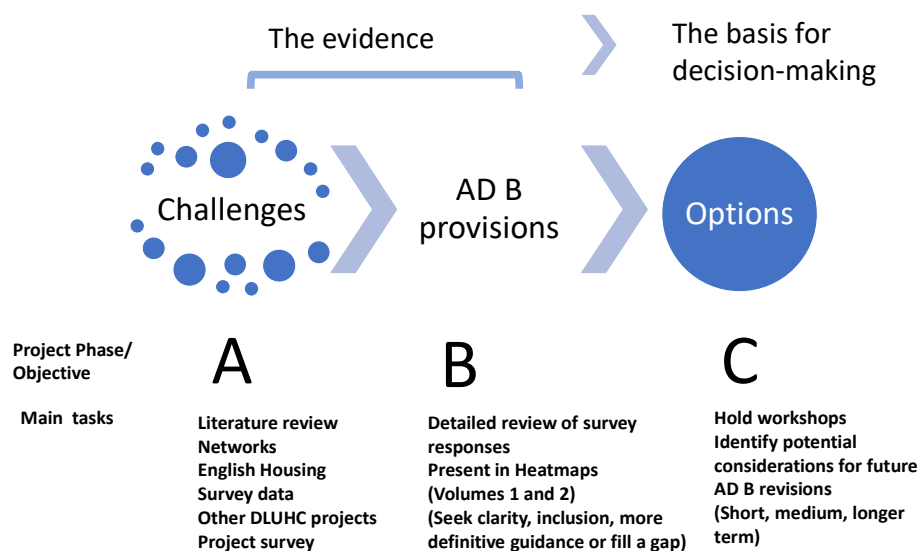 The evidence
The basis for
decision-making
Challenges
AD B
provisions
Options
Project Phase/
Objective
A
B
C
Main tasks
Literature review
Networks
English Housing
Survey data
Other DLUHC projects
Project survey
Detailed review of survey
responses
Present in Heatmaps
(Volumes 1 and 2)
(Seek clarity, inclusion, more
definitive guidance or fill a gap)
Hold workshops
Identify potential
considerations for future
AD B revisions
(Short, medium, longer
term)